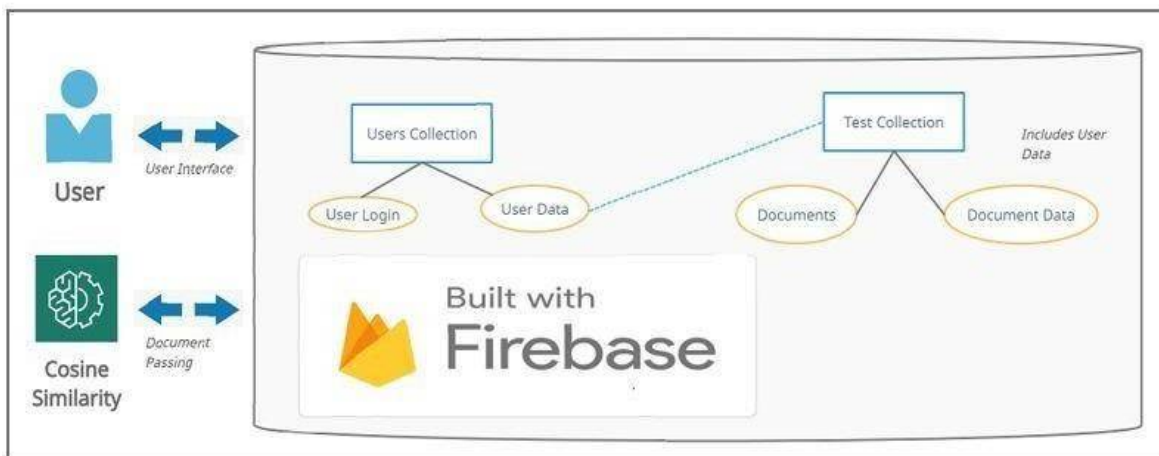 User
User Interface
Cosine
Similarity
Document
Passing
Users Collection
User Login
User Data
Test Collection
Documents
Document Data
Includes User
Data
Built with
Firebase